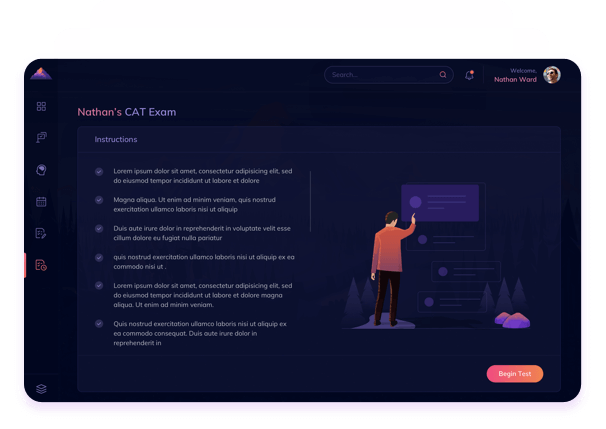 Search...
Welcome,
Nathan Ward
Nathan's CAT Exam
Instructions
Lorem ipsum dolor sit amet, consectetur adipisicing elit, sed
do eiusmod tempor incididunt ut labore et dolore
Magna aliqua. Ut enim ad minim veniam, quis nostrud
exercitation ullamco laboris nisi ut aliquip
Duis aute irure dolor in reprehenderit in voluptate velit esse
cillum dolore eu fugiat nulla pariatur
quis nostrud exercitation ullamco laboris nisi ut aliquip ex ea
commodo nisi ut .
Lorem ipsum dolor sit amet, consectetur adipisicing elit, sed
do eiusmod tempor incididunt ut labore et dolore magna
aliqua. Ut enim ad minim veniam.
Quis nostrud exercitation ullamco laboris nisi ut aliquip ex
ea commodo consequat. Duis aute irure dolor in
reprehenderit in
Begin Test